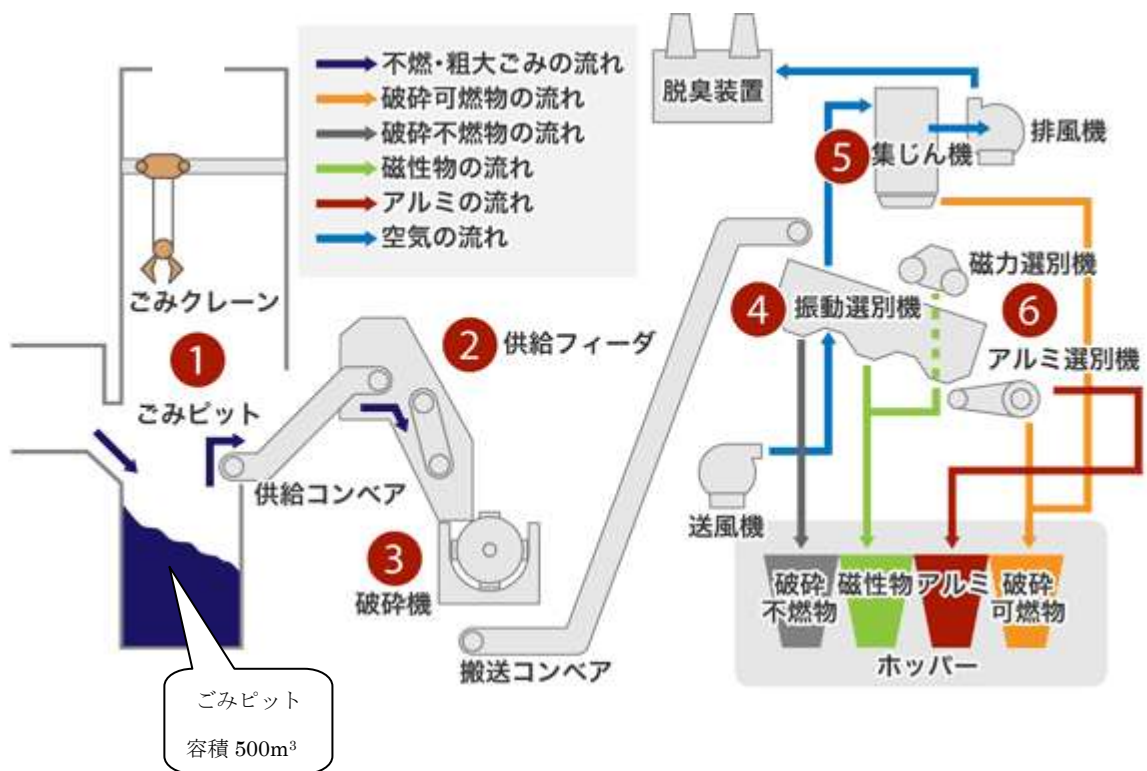 不燃・粗大ごみの流れ
破砕可燃物の流れ
破砕不燃物の流れ
磁性物の流れ
アルミの流れ
空気の流れ
脱臭装置
排風機
5
集じん機
ごみクレーン
磁力選別機
4
振動選別機
6
アルミ選別機
1
ごみピット
2
供給フィーダ
供給コンベア
送風機
3
破砕機
搬送コンベア
破砕
不燃物
磁性物
アルミ
破砕
可燃物
ホッパー
ごみピット
容積 500m³